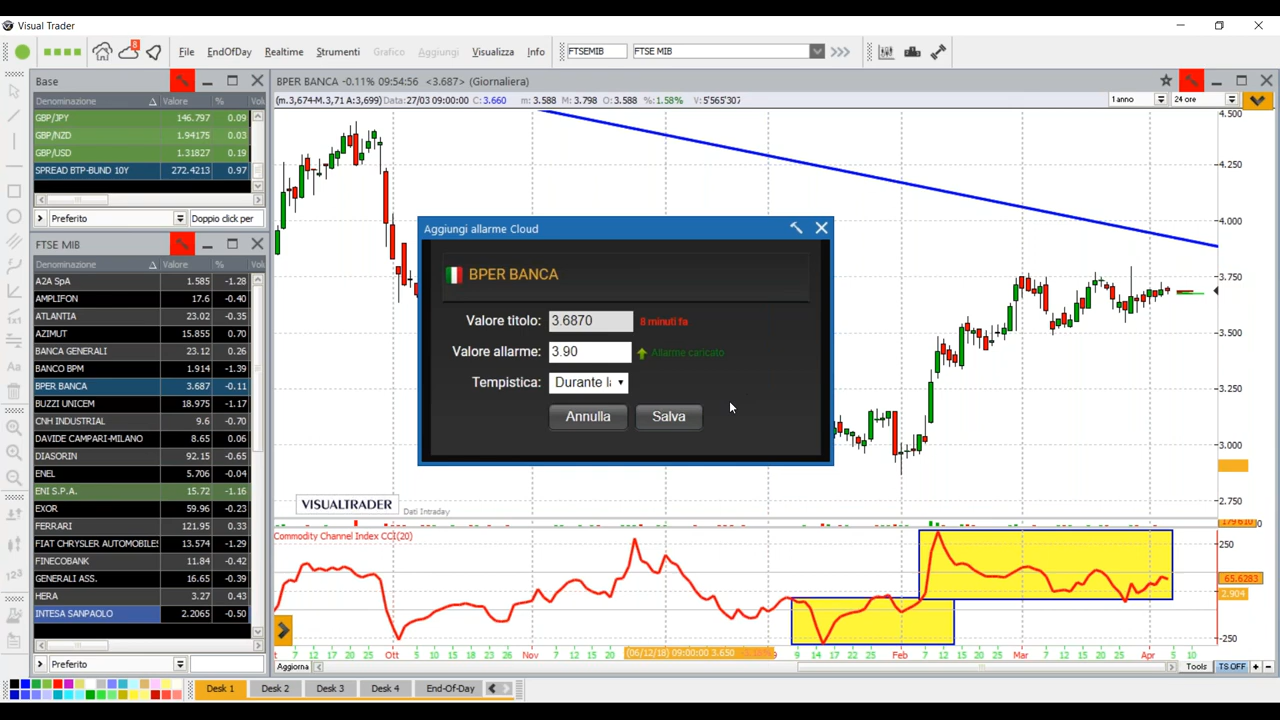 Visual Trader
8
File EndOfDay Realtime Strumenti Grafico Aggiungi Visualizza Info
FTSEMIB FTSE MIB
Base
Denominazione Valore %
GBP/JPY 146.797 0.09
GBP/NZD 1.94175 0.03
GBP/USD 1.31827 0.19
SPREAD BTP-BUND 10Y 272.4213 0.97
Preferito Doppio click per
FTSE MIB
Denominazione Valore %
A2A SpA 1.585 -1.28
AMPLIFON 17.6 -0.40
ATLANTIA 23.02 -0.35
AZIMUT 15.855 0.70
BANCA GENERALI 23.12 0.26
BANCO BPM 1.914 -1.39
BPER BANCA 3.687 -0.11
BUZZI UNICEM 18.975 -1.17
CNH INDUSTRIAL 9.6 -0.70
DAVIDE CAMPARI-MILANO 8.65 0.06
DIASORIN 92.15 -0.65
ENEL 5.706 -0.04
ENI S.P.A. 15.72 -1.16
EXOR 59.96 -0.23
FERRARI 121.95 0.33
FIAT CHRYSLER AUTOMOBILES 13.574 -1.29
FINECOBANK 11.84 -0.42
GENERALI ASS. 16.65 -0.39
HERA 3.27 0.43
INTESA SANPAOLO 2.2065 -0.50
Preferito
BPER BANCA -0.11% 09:54:56 <3.687> (Giornaliera)
(m.3,674-M.3,71 A:3,699) Data:27/03 09:00:00 C: 3.660 m: 3.588 M: 3.798 O: 3.588 %:1.58% V: 5'565'307
1 anno 24 ore
4.500
4.250
4.000
3.750
3.500
3.250
3.000
2.750
Aggiungi allarme Cloud
BPER BANCA
Valore titolo: 3.6870 8 minuti fa
Valore allarme: 3.90 Allarme caricato
Tempistica: Durante la
Annulla Salva
VISUALTRADER Dati Intraday
179'610
Commodity Channel Index CCI(20)
250
65.6283
2.904
-250
7 12 15 20 25 Ott 5 10 15 18 23 26 Nov 7 12 15 20 (06/12/18) 09:00:00 3.650 9 14 17 22 25 Feb 7 12 15 20 25 Mar 7 12 15 20 25 Apr 5 10
Aggiorna Tools TS OFF
Desk 1 Desk 2 Desk 3 Desk 4 End-Of-Day